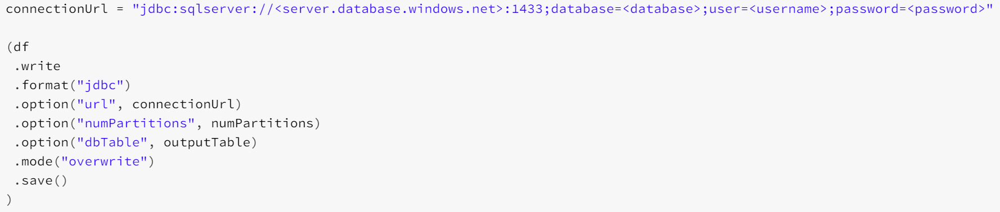 connectionUrl = "jdbc:sqlserver://<server.database.windows.net>:1433;database=<database>;user=<username>;password=<password>"
(df
.write
.format("jdbc")
.option("url", connectionUrl)
.option("numPartitions", numPartitions)
.option("dbTable", outputTable)
.mode("overwrite")
.save()
)